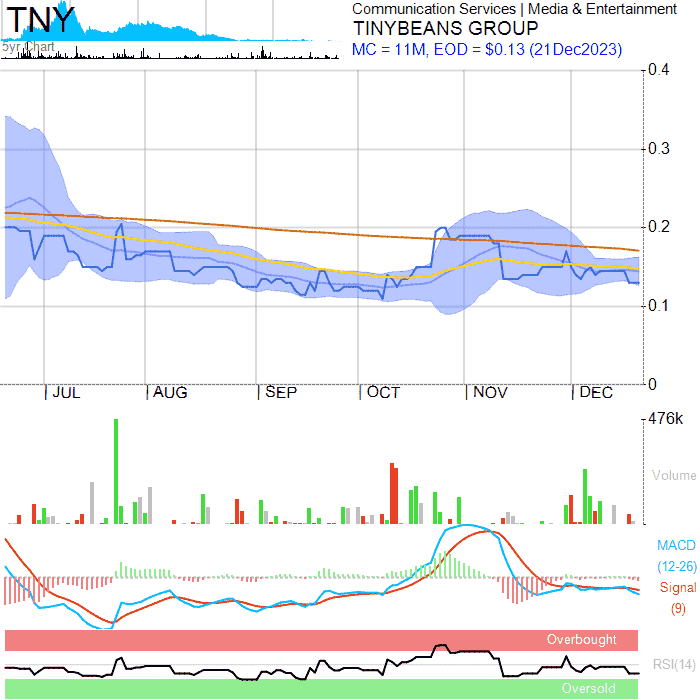 TNY
5yr Chart
Communication Services | Media & Entertainment
TINYBEANS GROUP
MC = 11M, EOD = $0.13 (21Dec2023)
0.4
0.3
0.2
0.1
0
JUL AUG SEP OCT NOV DEC
476k
Volume
MACD
(12-26)
Signal
(9)
Overbought
RSI(14)
Oversold